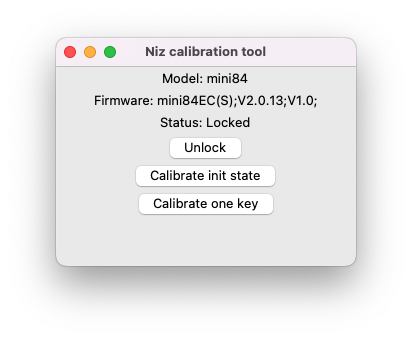 Niz calibration tool
Model: mini84
Firmware: mini84EC(S);V2.0.13;V1.0;
Status: Locked
Unlock
Calibrate init state
Calibrate one key